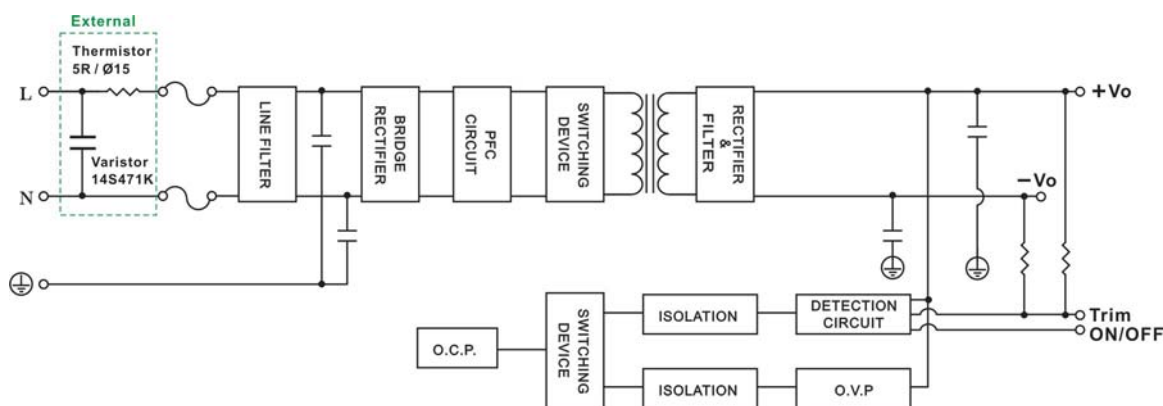 External
Thermistor
5R / Ø15
L
Varistor
14S471K
N
LINE FILTER
BRIDGE
RECTIFIER
PFC
CIRCUIT
SWITCHING
DEVICE
RECTIFIER
&
FILTER
+Vo
−Vo
O.C.P.
SWITCHING
DEVICE
ISOLATION
DETECTION
CIRCUIT
Trim
ON/OFF
ISOLATION
O.V.P